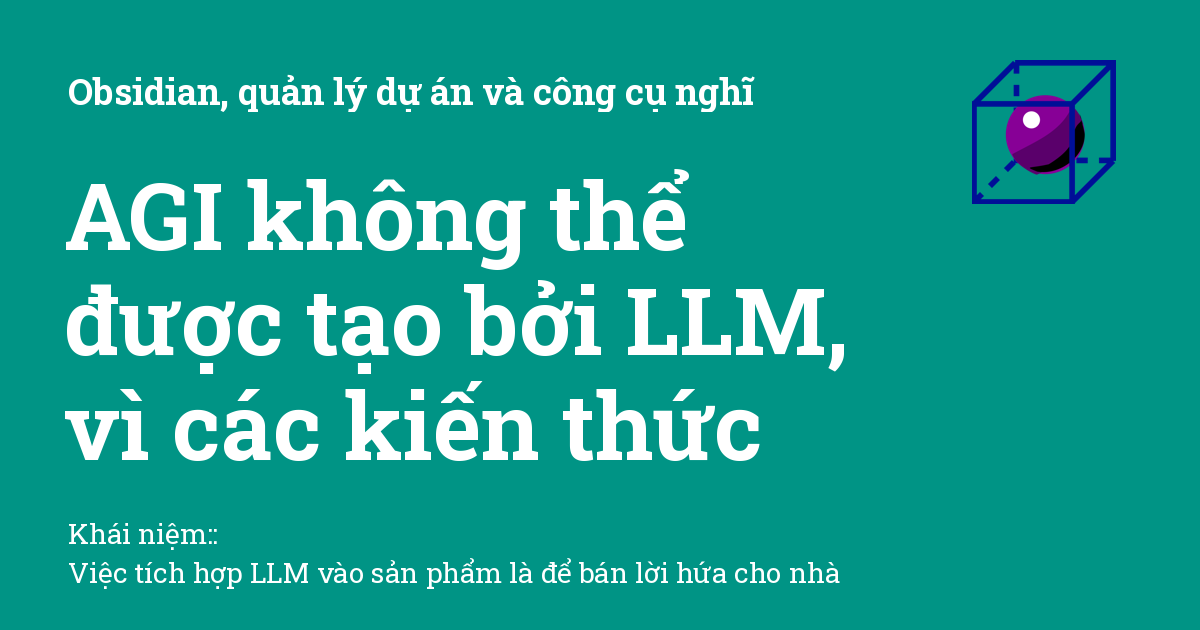 Obsidian, quản lý dự án và công cụ nghĩ
AGI không thể
được tạo bởi LLM,
vì các kiến thức
Khái niệm::
Việc tích hợp LLM vào sản phẩm là để bán lời hứa cho nhà